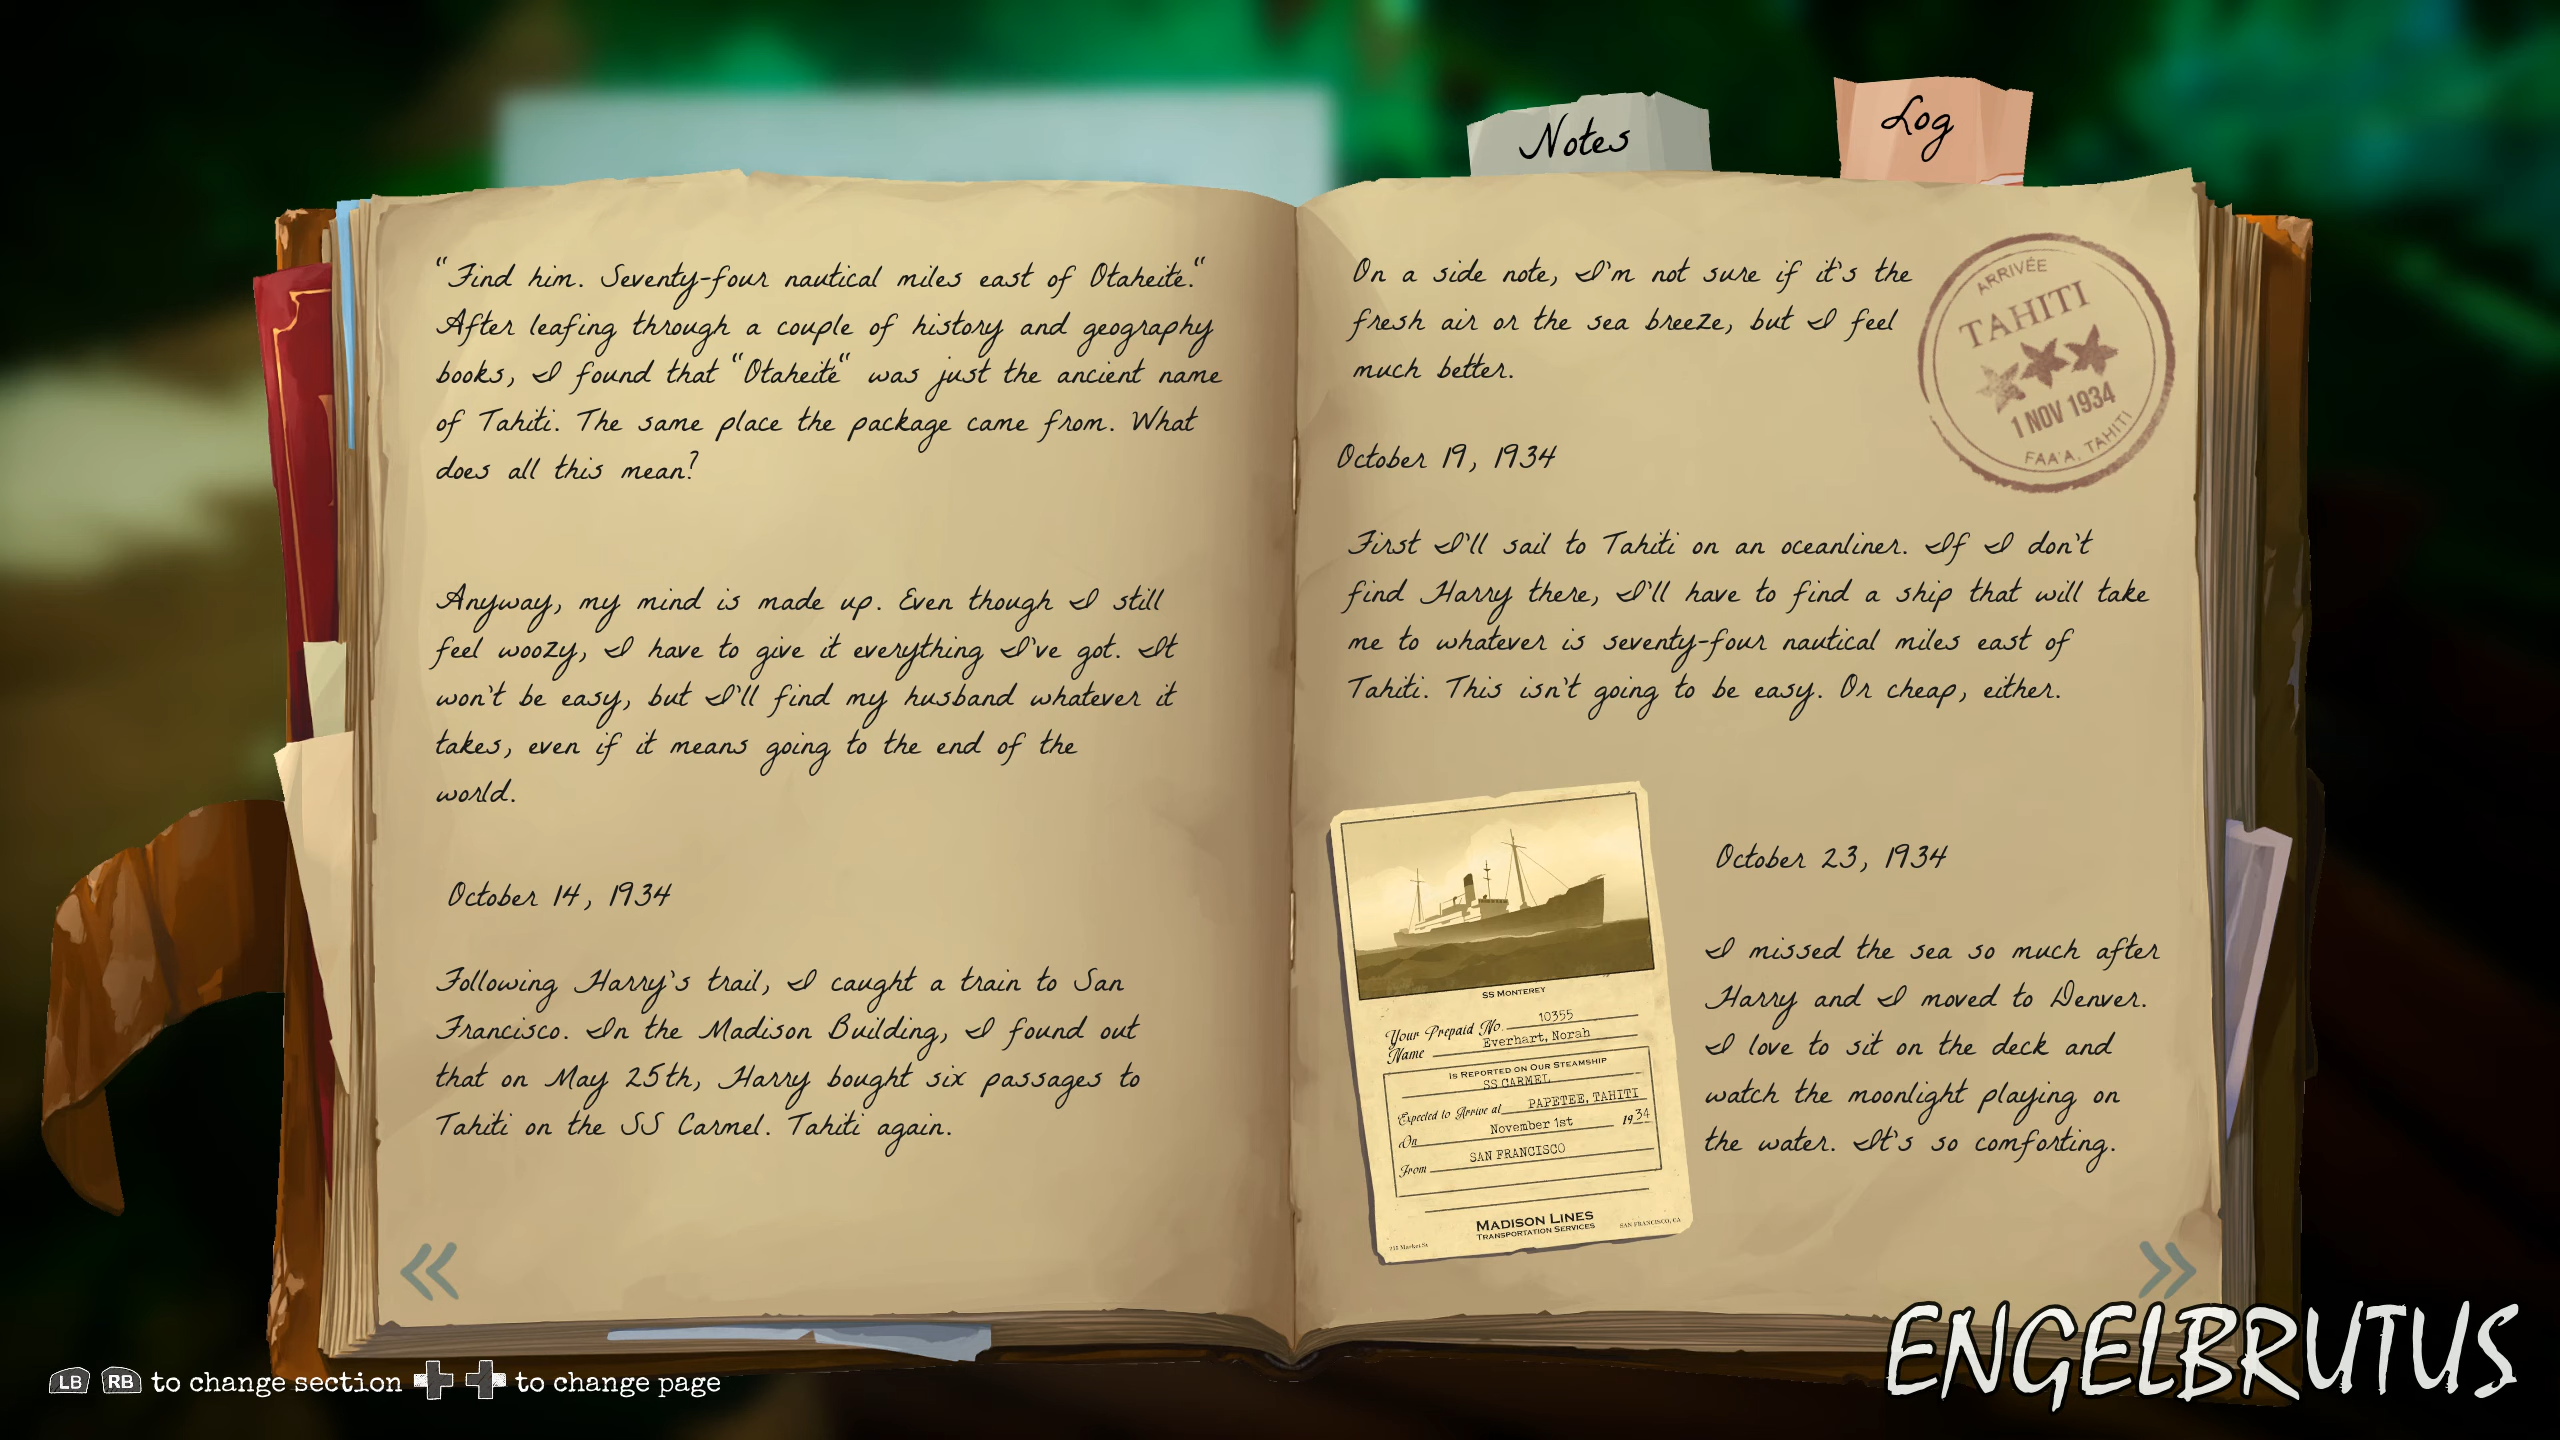 Notes
Log
"Find him. Seventy-four nautical miles east of Otaheite."
After leafing through a couple of history and geography
books, I found that "Otaheite" was just the ancient name
of Tahiti. The same place the package came from. What
does all this mean?
Anyway, my mind is made up. Even though I still
feel woozy, I have to give it everything I've got. It
won't be easy, but I'll find my husband whatever it
takes, even if it means going to the end of the
world.
October 14, 1934
Following Harry's trail, I caught a train to San
Francisco. In the Madison Building, I found out
that on May 25th, Harry bought six passages to
Tahiti on the SS Carmel. Tahiti again.
On a side note, I'm not sure if it's the
fresh air or the sea breeze, but I feel
much better.
ARRIVÉE
TAHITI
1 NOV 1934
FAA'A, TAHITI
October 19, 1934
First I'll sail to Tahiti on an oceanliner. If I don't
find Harry there, I'll have to find a ship that will take
me to whatever is seventy-four nautical miles east of
Tahiti. This isn't going to be easy. Or cheap, either.
SS MONTEREY
Your Prepaid No. 10355
Name Everhart, Norah
IS REPORTED ON OUR STEAMSHIP
SS CARMEL
Expected to Arrive at PAPETEE, TAHITI
On November 1st 1934
From SAN FRANCISCO
MADISON LINES
TRANSPORTATION SERVICES
215 Market St
SAN FRANCISCO, CA
October 23, 1934
I missed the sea so much after
Harry and I moved to Denver.
I love to sit on the deck and
watch the moonlight playing on
the water. It's so comforting.
LB RB to change section to change page
ENGELBRUTUS